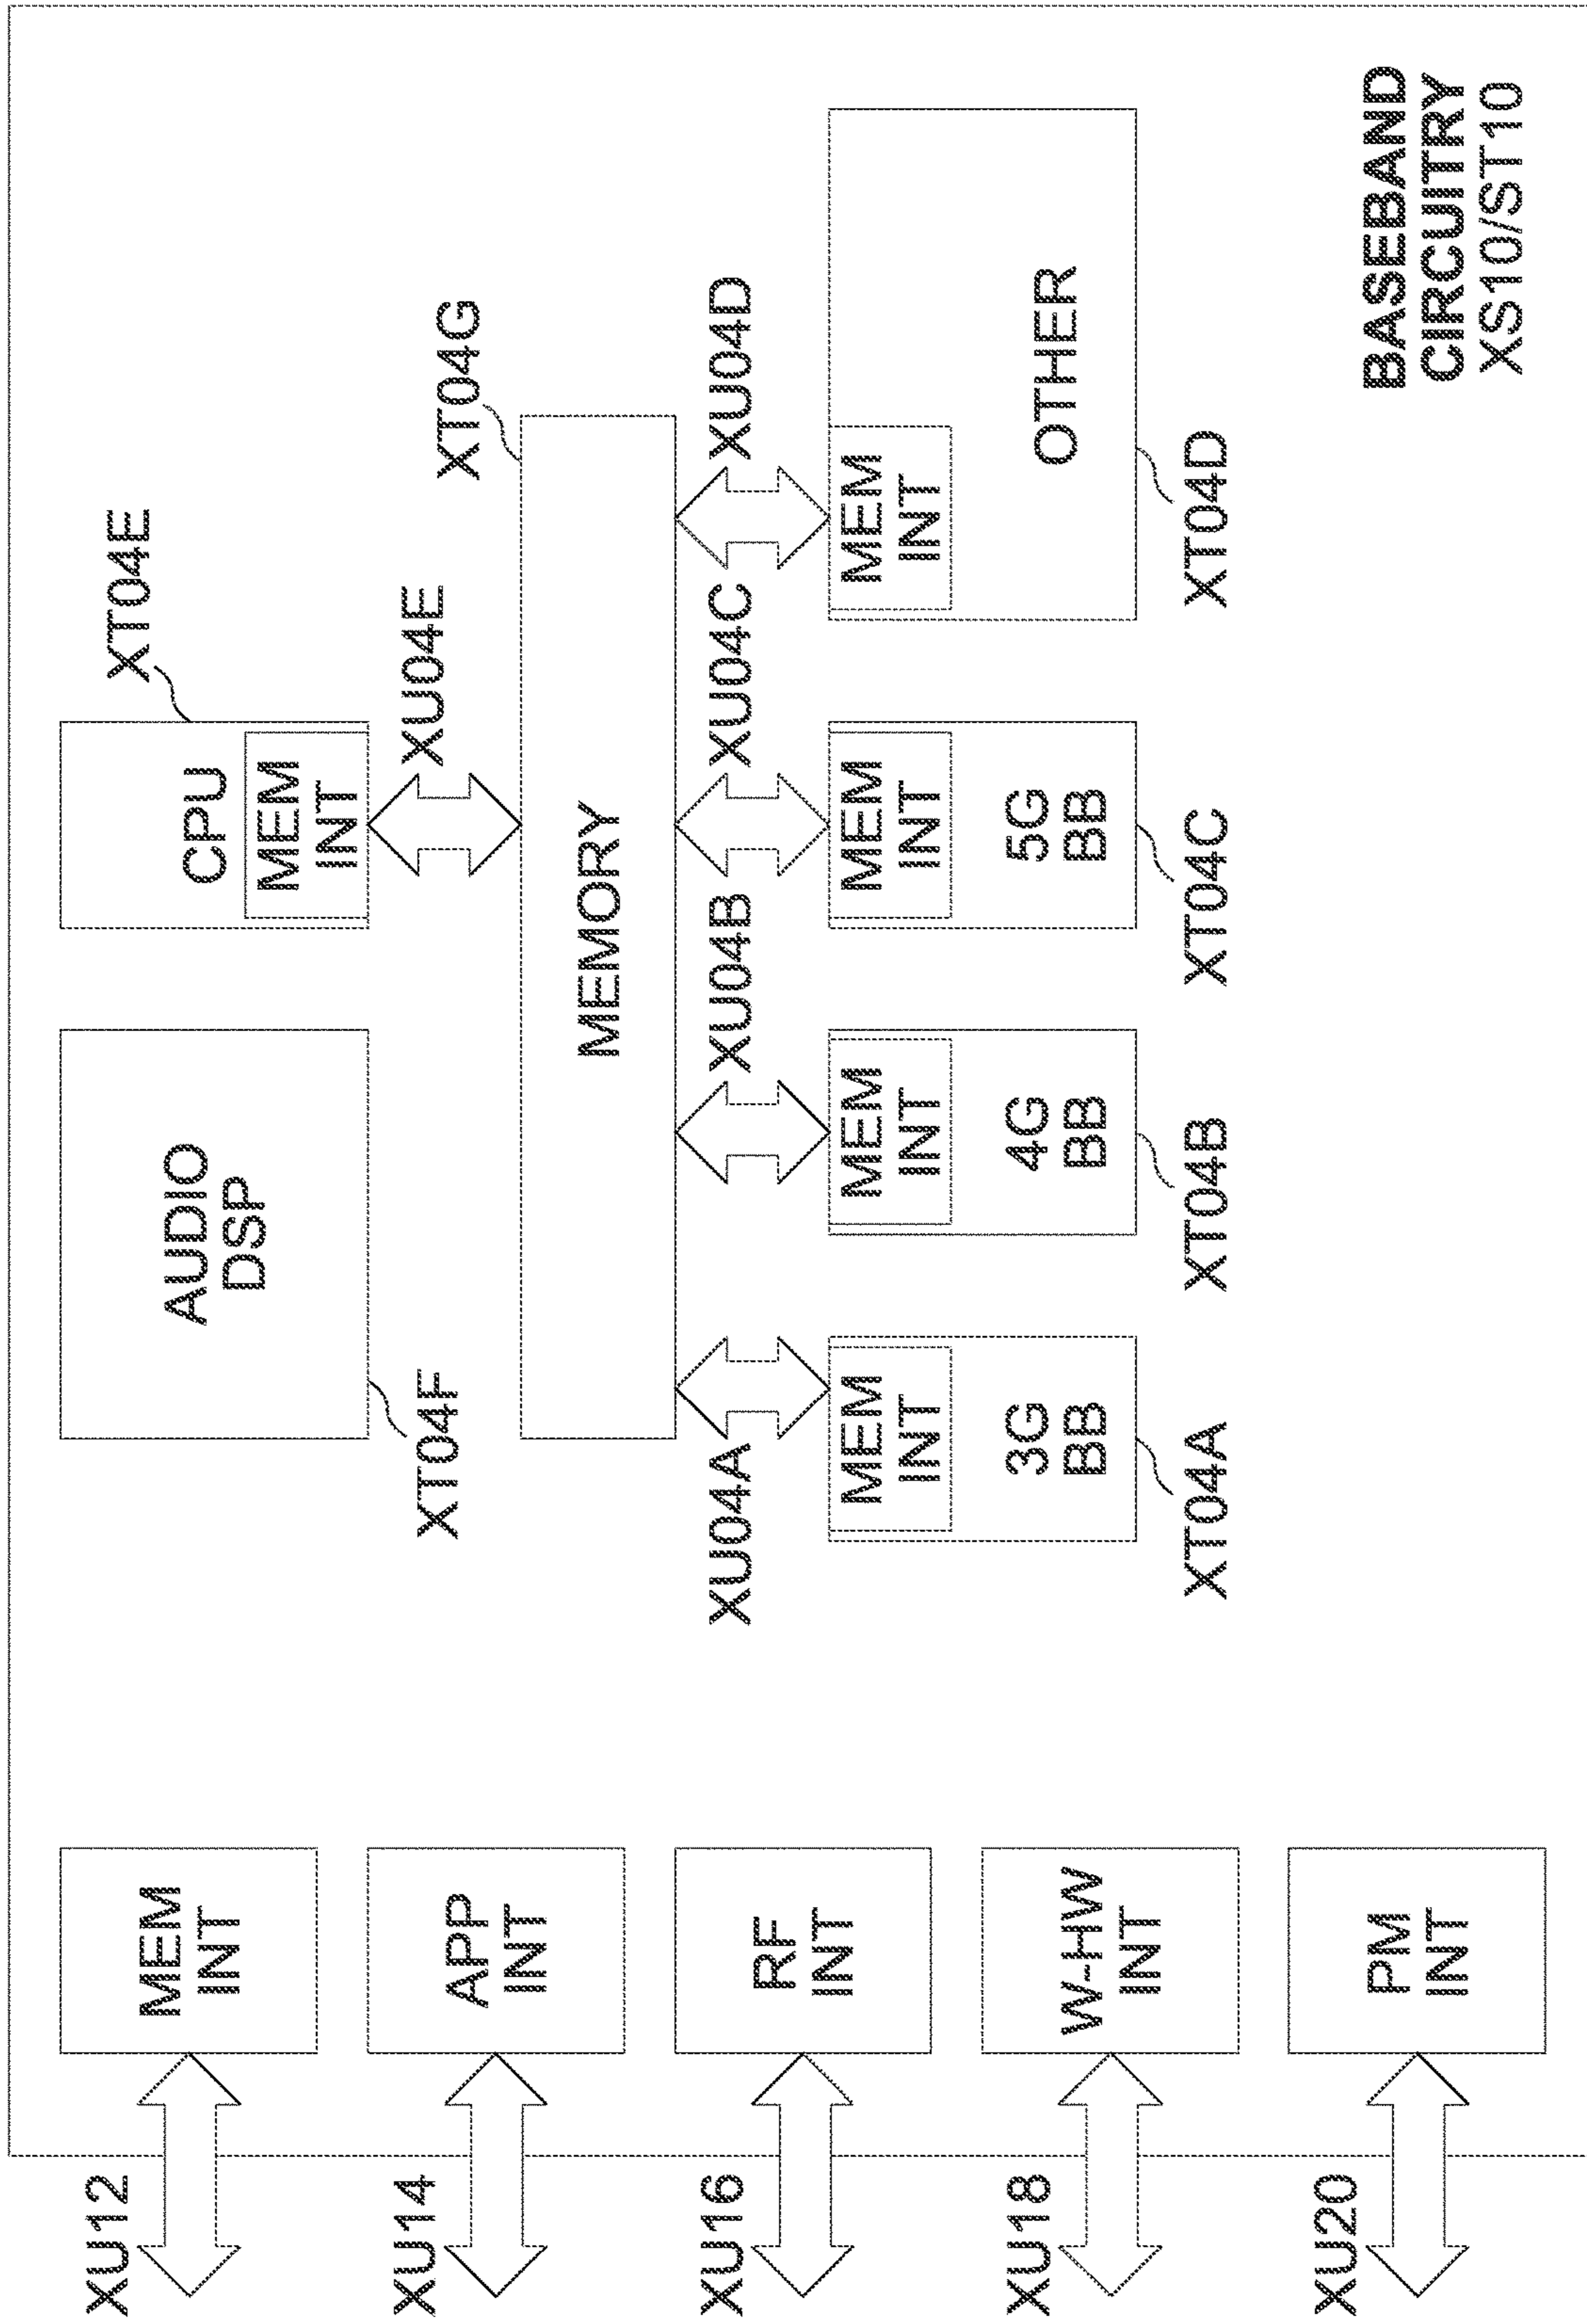 XU12
MEM
INT
XU14
APP
INT
XU16
RF
INT
XU18
W-HW
INT
XU20
PM
INT
AUDIO
DSP
XT04F
XT04E
CPU
MEM
INT
XU04E
XT04G
MEMORY
XU04A
XU04B
XU04C
XU04D
MEM
INT
3G
BB
XT04A
MEM
INT
4G
BB
XT04B
MEM
INT
5G
BB
XT04C
MEM
INT
OTHER
XT04D
BASEBAND
CIRCUITRY
XS10/ST10